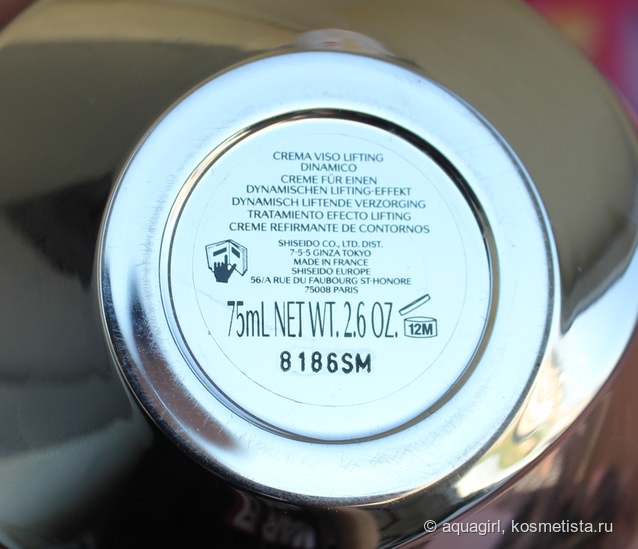 CREMA VISO LIFTING
DINAMICO
CREME FÜR EINEN
DYNAMISCHEN LIFTING-EFFEKT
DYNAMISCH LIFTENDE VERZORGING
TRATAMIENTO EFECTO LIFTING
CREME REFIRMANTE DE CONTORNOS
SHISEIDO CO., LTD. DIST.
7-5-5 GINZA TOKYO
MADE IN FRANCE
SHISEIDO EUROPE
56/A RUE DU FAUBOURG ST-HONORE
75008 PARIS
75mL NET WT. 2.6 OZ.
12M
8186SM
© aquagirl, kosmetista.ru